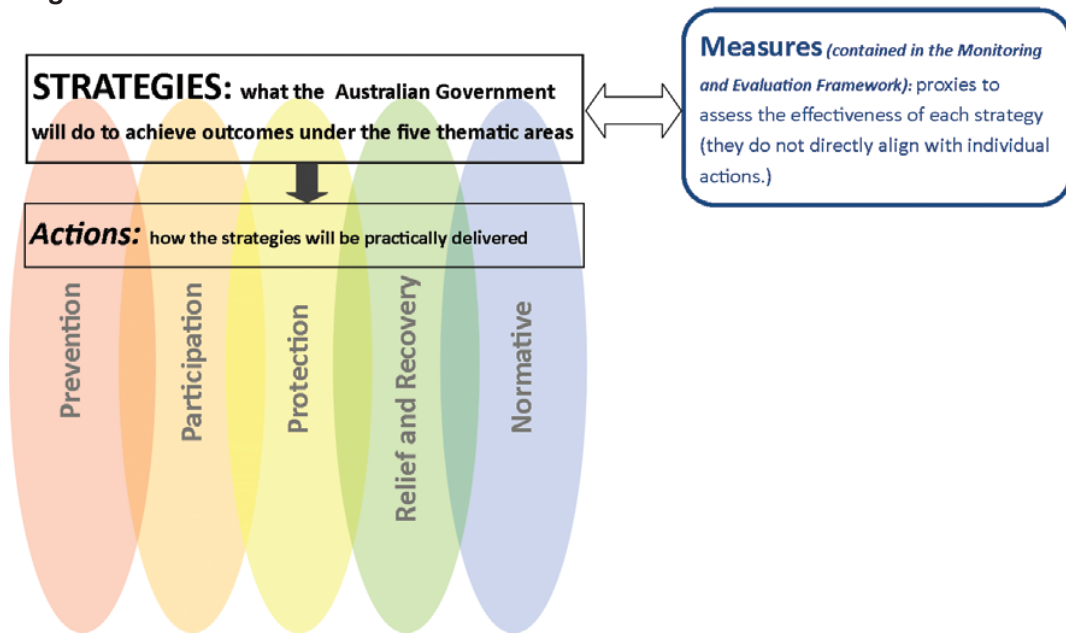 STRATEGIES: what the Australian Government
will do to achieve outcomes under the five thematic areas
Measures (contained in the Monitoring
and Evaluation Framework): proxies to
assess the effectiveness of each strategy
(they do not directly align with individual
actions.)
Actions: how the strategies will be practically delivered
Prevention
Participation
Protection
Relief and Recovery
Normative